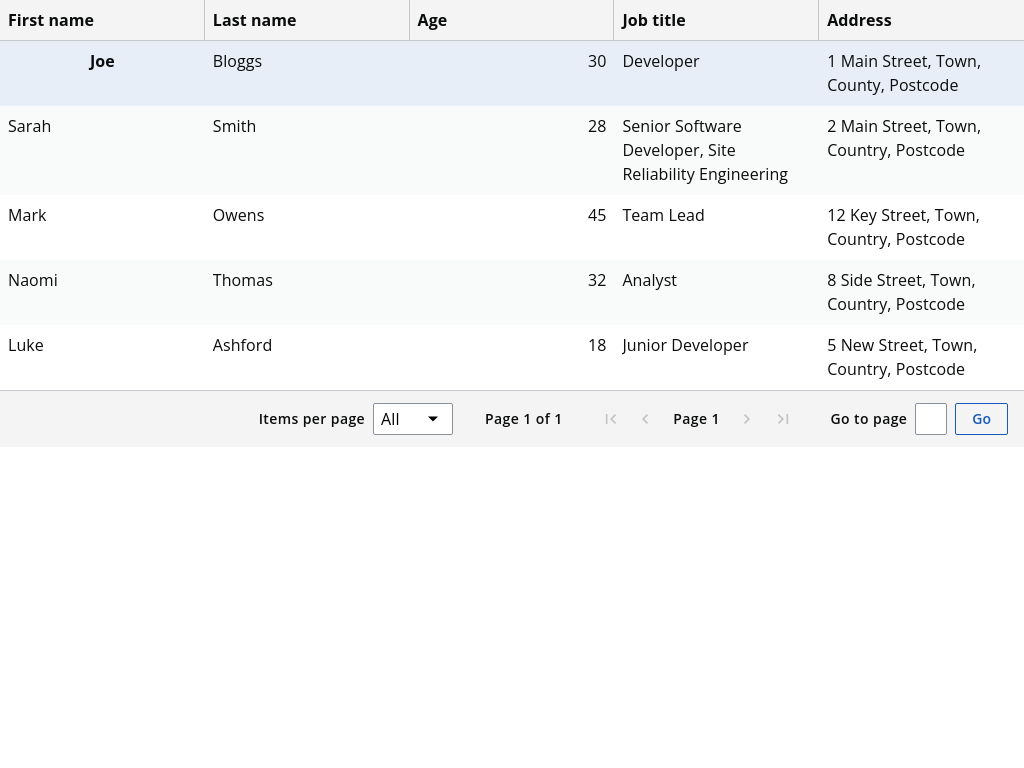 First name Last name Age Job title Address
Joe Bloggs 30 Developer 1 Main Street, Town,
County, Postcode
Sarah Smith 28 Senior Software 2 Main Street, Town,
Developer, Site Country, Postcode
Reliability Engineering
Mark Owens 45 Team Lead 12 Key Street, Town,
Country, Postcode
Naomi Thomas 32 Analyst 8 Side Street, Town,
Country, Postcode
Luke Ashford 18 Junior Developer 5 New Street, Town,
Country, Postcode
Items per page All Page 1 of 1 Page 1 Go to page Go